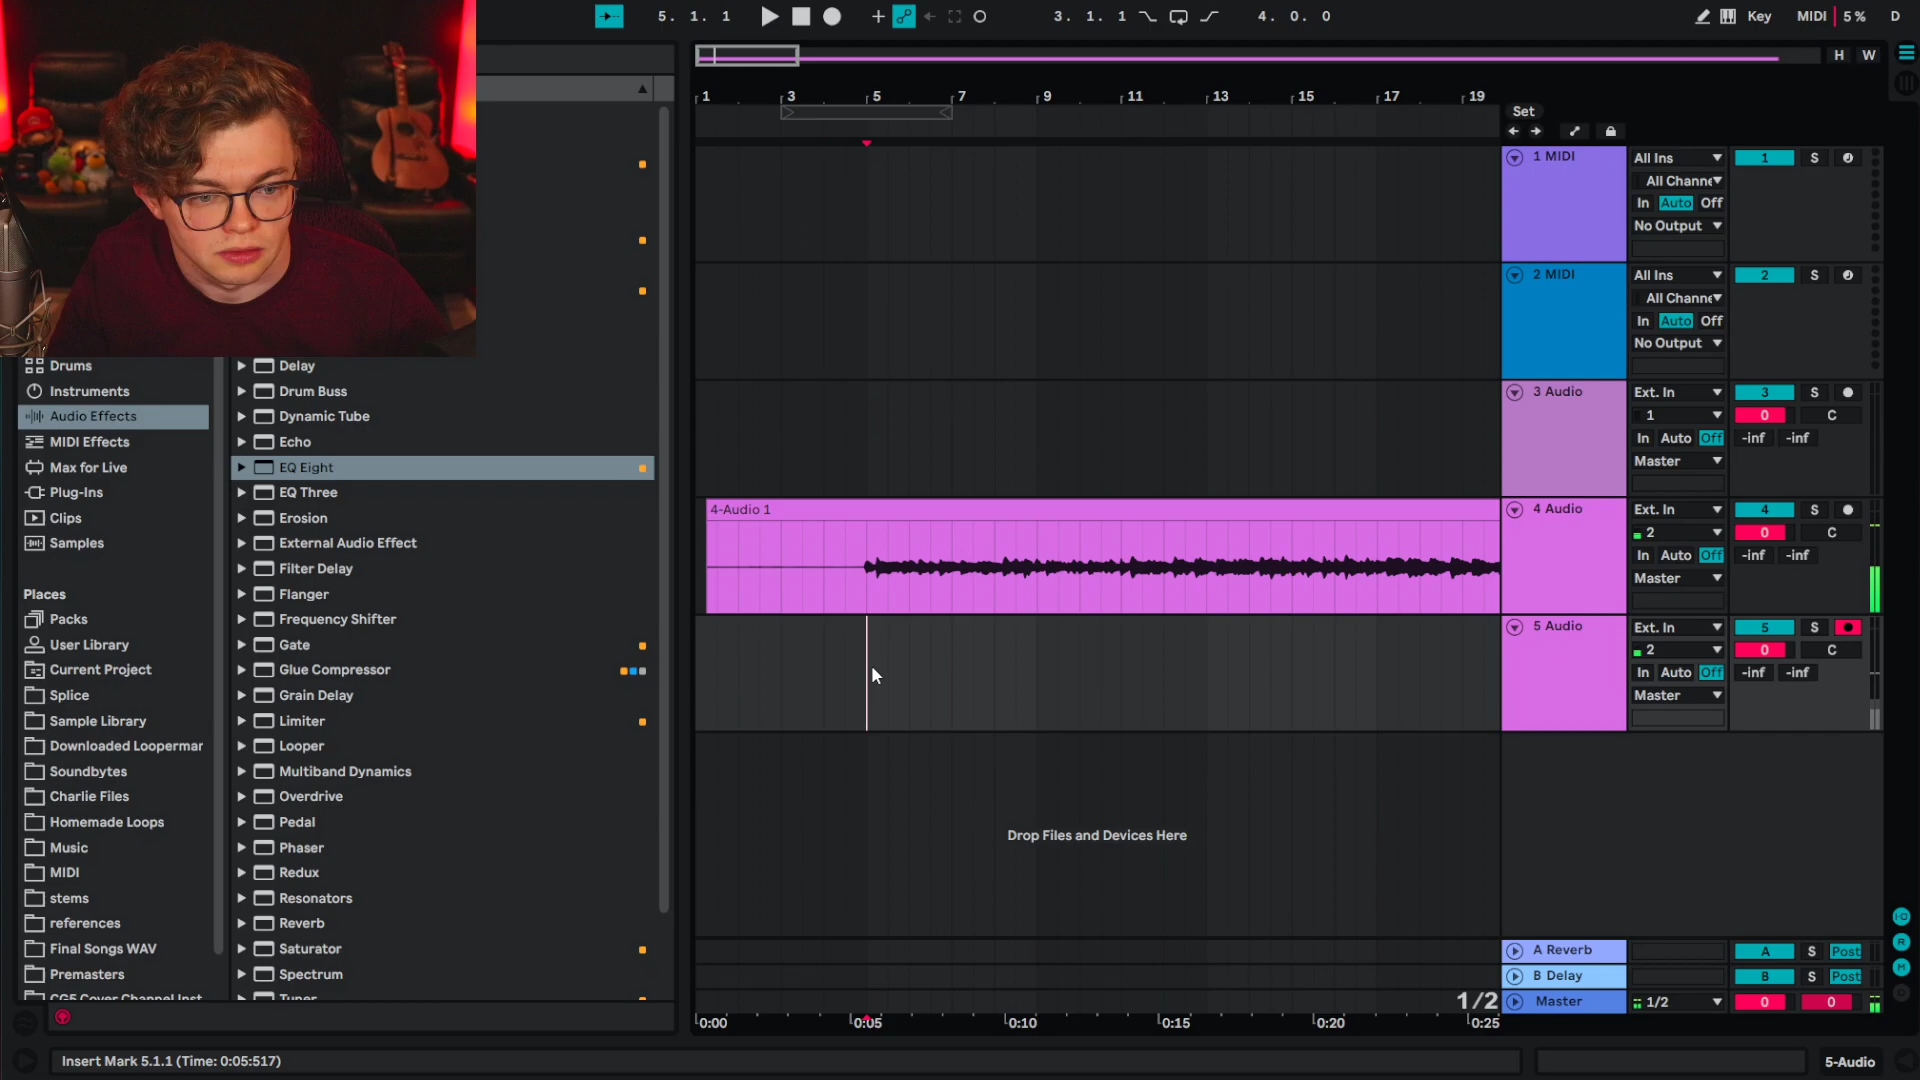 5. 1. 1
3. 1. 1
4. 0. 0
Key
MIDI
5 %
D
H
W
1
3
5
7
9
11
13
15
17
19
Set
1 MIDI
All Ins
1
S
All Channe
In
Auto
Off
No Output
2 MIDI
All Ins
2
S
All Channe
In
Auto
Off
No Output
3 Audio
Ext. In
3
S
1
0
C
In
Auto
Off
-inf
-inf
Master
4-Audio 1
4 Audio
Ext. In
4
S
2
0
C
In
Auto
Off
-inf
-inf
Master
5 Audio
Ext. In
5
S
2
0
C
In
Auto
Off
-inf
-inf
Master
Drop Files and Devices Here
A Reverb
A
S
Post
B Delay
B
S
Post
1/2
Master
1/2
0
0
0:00
0:05
0:10
0:15
0:20
0:25
Drums
Instruments
Audio Effects
MIDI Effects
Max for Live
Plug-Ins
Clips
Samples
Places
Packs
User Library
Current Project
Splice
Sample Library
Downloaded Loopermar
Soundbytes
Charlie Files
Homemade Loops
Music
MIDI
stems
references
Final Songs WAV
Premasters
CG5 Cover Channel Inst
Delay
Drum Buss
Dynamic Tube
Echo
EQ Eight
EQ Three
Erosion
External Audio Effect
Filter Delay
Flanger
Frequency Shifter
Gate
Glue Compressor
Grain Delay
Limiter
Looper
Multiband Dynamics
Overdrive
Pedal
Phaser
Redux
Resonators
Reverb
Saturator
Spectrum
Tuner
Insert Mark 5.1.1 (Time: 0:05:517)
5-Audio
I·O
R
M